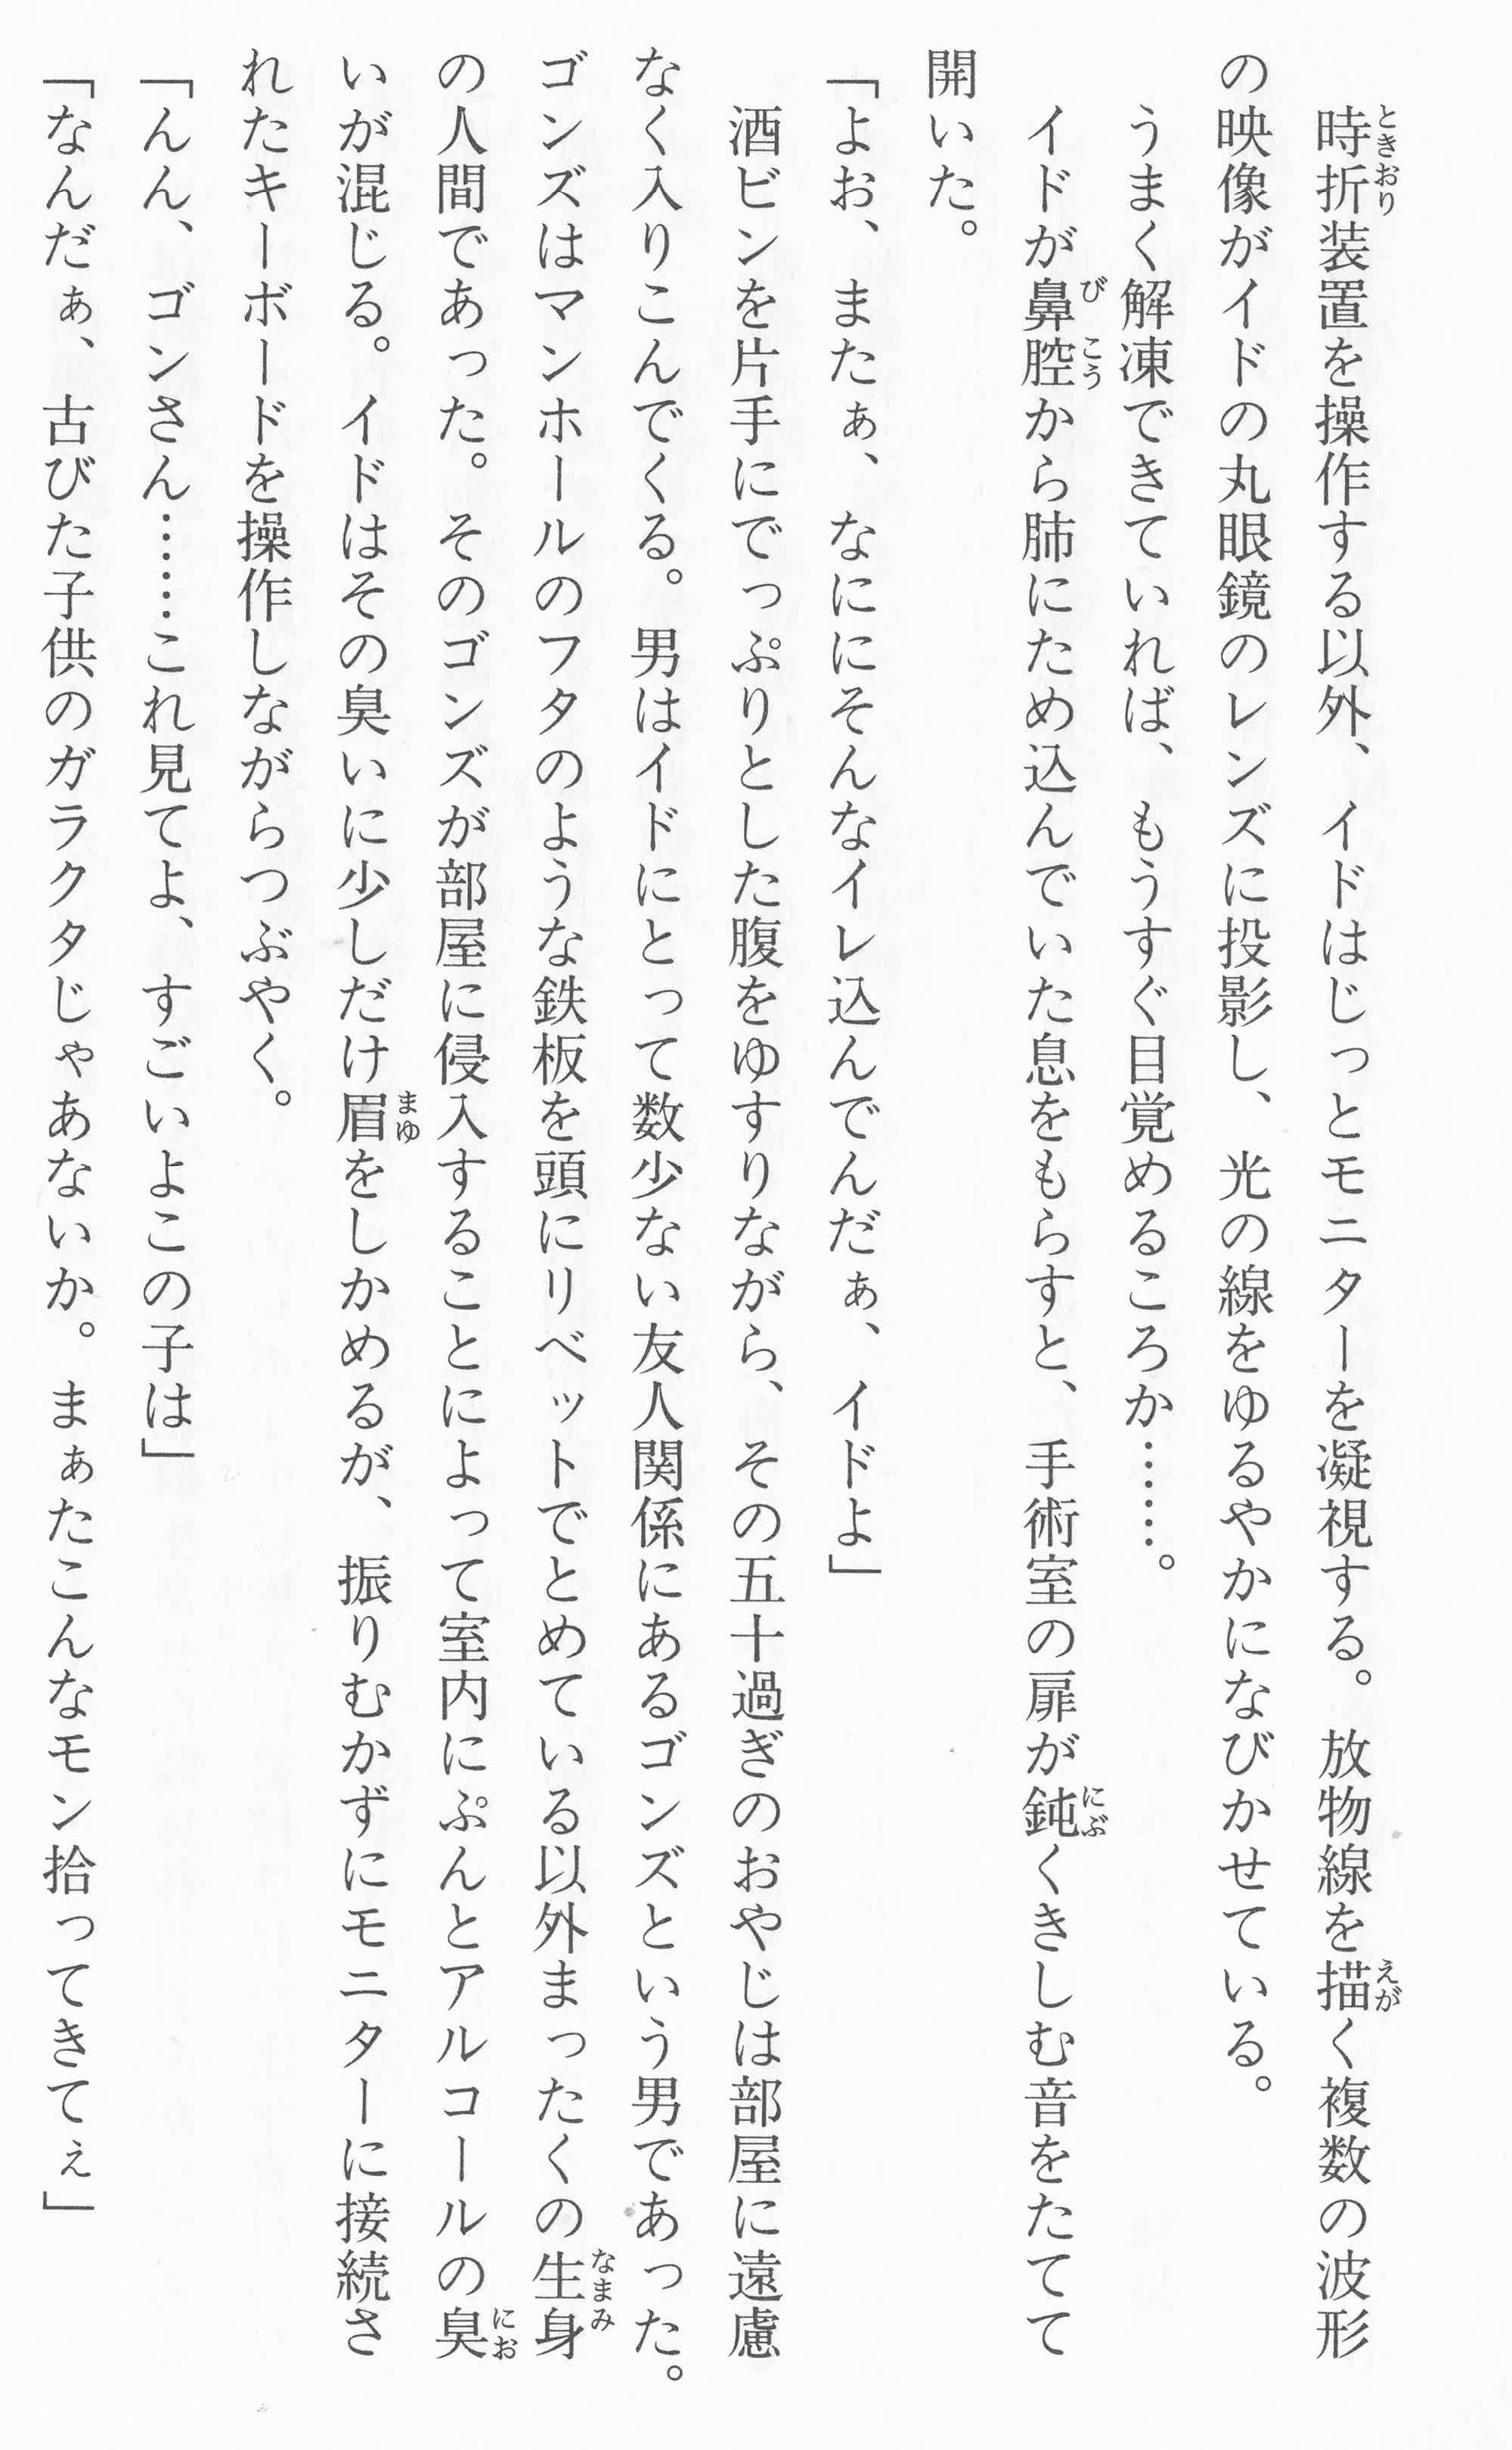 時折装置を操作する以外、イドはじっとモニターを凝視する。放物線を描く複数の波形
の映像がイドの丸眼鏡のレンズに投影し、光の線をゆるやかになびかせている。
　うまく解凍できていれば、もうすぐ目覚めるころか……。
　イドが鼻腔から肺にため込んでいた息をもらすと、手術室の扉が鈍くきしむ音をたてて
開いた。
「よお、またぁ、なににそんなイレ込んでんだぁ、イドよ」
　酒ビンを片手にでっぷりとした腹をゆすりながら、その五十過ぎのおやじは部屋に遠慮
なく入りこんでくる。男はイドにとって数少ない友人関係にあるゴンズという男であった。
ゴンズはマンホールのフタのような鉄板を頭にリベットでとめている以外まったくの生身
の人間であった。そのゴンズが部屋に侵入することによって室内にぷんとアルコールの臭
いが混じる。イドはその臭いに少しだけ眉をしかめるが、振りむかずにモニターに接続さ
れたキーボードを操作しながらつぶやく。
「んん、ゴンさん……これ見てよ、すごいよこの子は」
「なんだぁ、古びた子供のガラクタじゃあないか。まぁたこんなモン拾ってきてぇ」